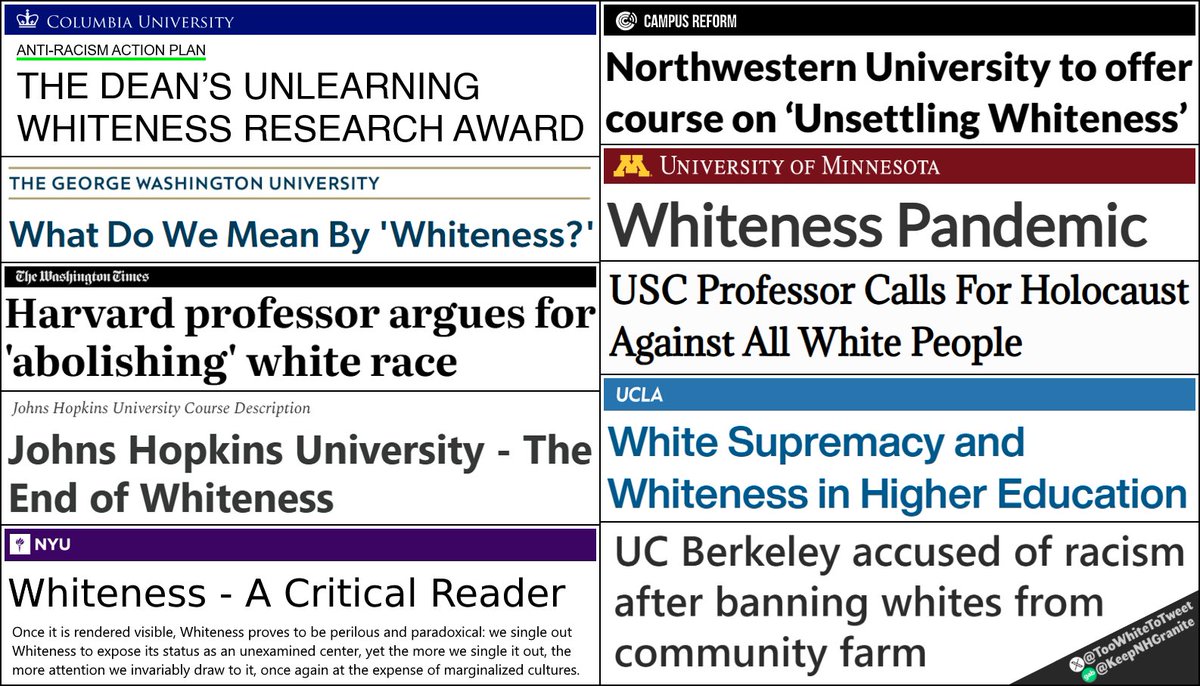 COLUMBIA UNIVERSITY
ANTI-RACISM ACTION PLAN
THE DEAN'S UNLEARNING
WHITENESS RESEARCH AWARD
THE GEORGE WASHINGTON UNIVERSITY
What Do We Mean By 'Whiteness?'
The Washington Times
Harvard professor argues for
'abolishing' white race
Johns Hopkins University Course Description
Johns Hopkins University - The
End of Whiteness
NYU
Whiteness - A Critical Reader
Once it is rendered visible, Whiteness proves to be perilous and paradoxical: we single out
Whiteness to expose its status as an unexamined center, yet the more we single it out, the
more attention we invariably draw to it, once again at the expense of marginalized cultures.
CAMPUS REFORM
Northwestern University to offer
course on ‘Unsettling Whiteness’
M UNIVERSITY OF MINNESOTA
Whiteness Pandemic
USC Professor Calls For Holocaust
Against All White People
UCLA
White Supremacy and
Whiteness in Higher Education
UC Berkeley accused of racism
after banning whites from
community farm
@TooWhiteToTweet
@KeepNHGranite